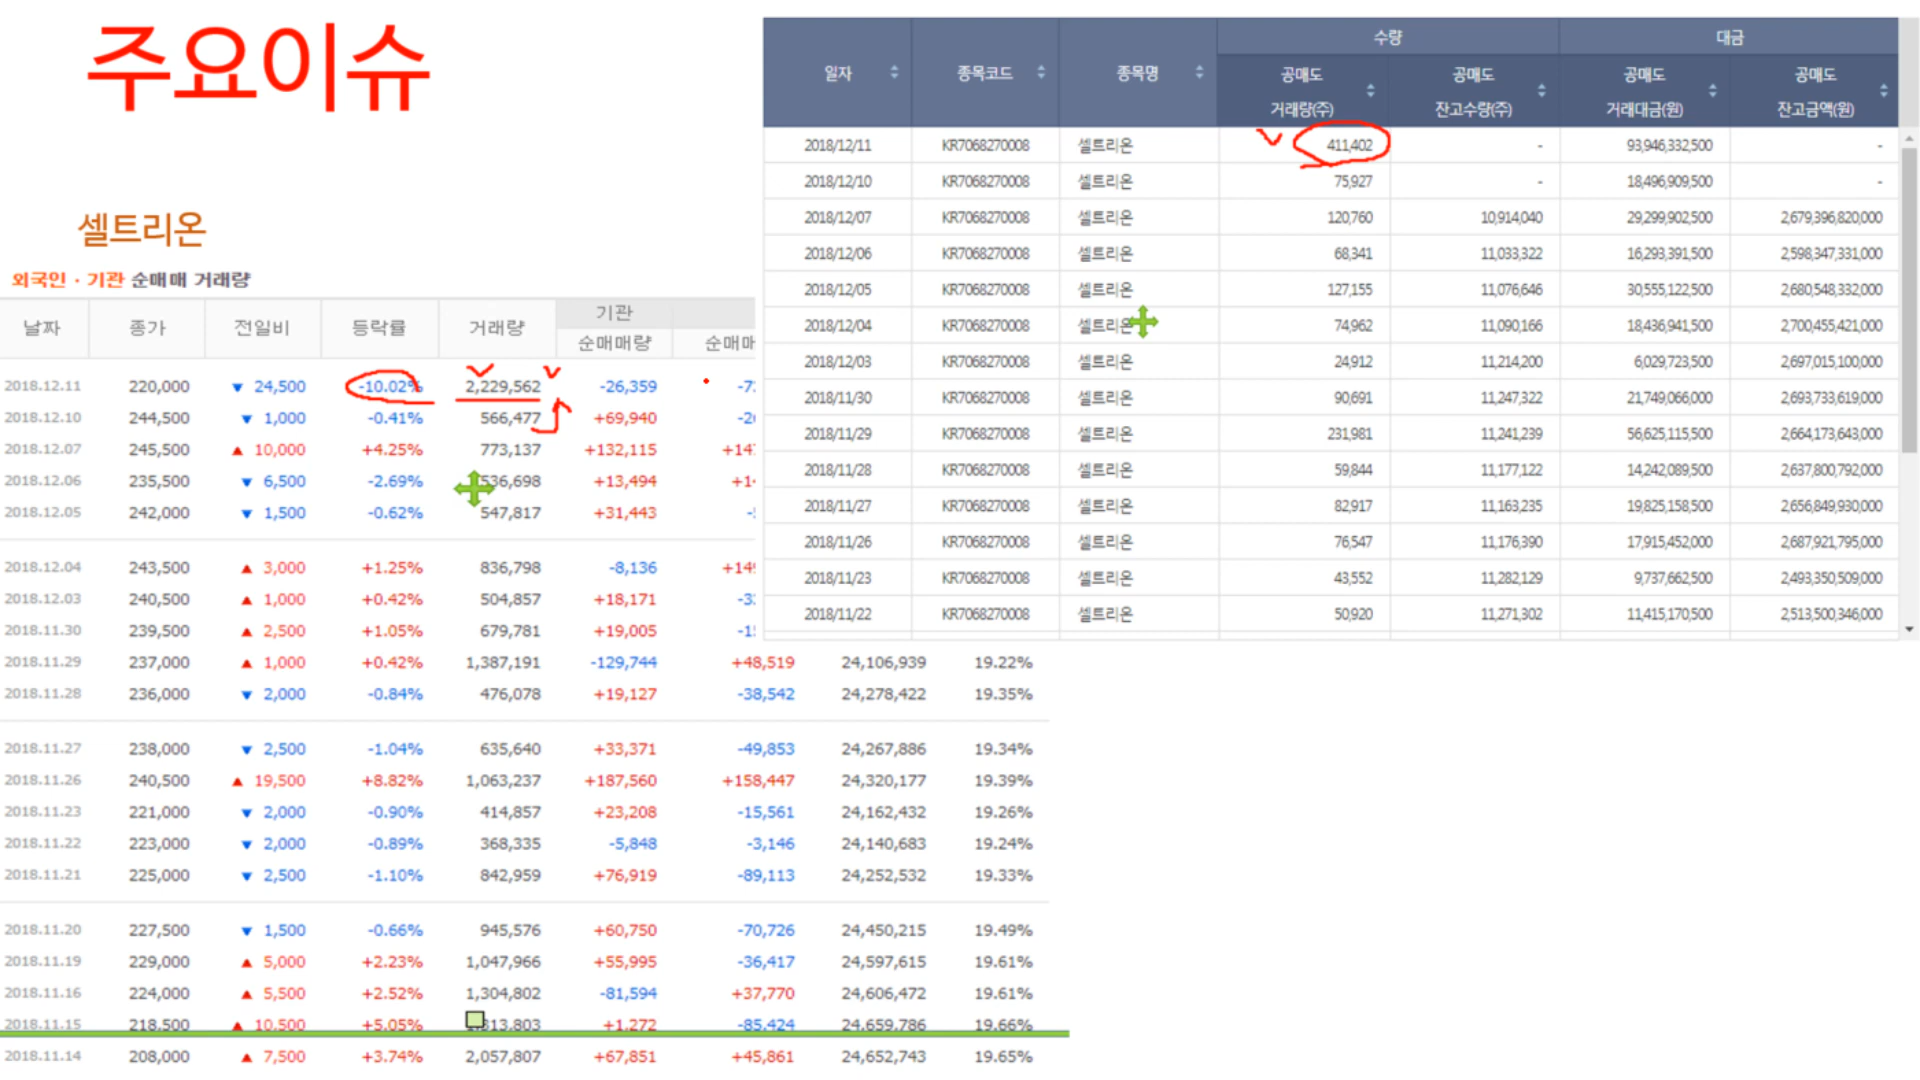 주요이슈
셀트리온
외국인 · 기관 순매매 거래량
날짜 종가 전일비 등락률 거래량 기관
순매매량
2018.12.11 220,000 ▼ 24,500 -10.02% 2,229,562 -26,359
2018.12.10 244,500 ▼ 1,000 -0.41% 566,477 +69,940
2018.12.07 245,500 ▲ 10,000 +4.25% 773,137 +132,115
2018.12.06 235,500 ▼ 6,500 -2.69% 536,698 +13,494
2018.12.05 242,000 ▼ 1,500 -0.62% 547,817 +31,443
2018.12.04 243,500 ▲ 3,000 +1.25% 836,798 -8,136
2018.12.03 240,500 ▲ 1,000 +0.42% 504,857 +18,171
2018.11.30 239,500 ▲ 2,500 +1.05% 679,781 +19,005
2018.11.29 237,000 ▲ 1,000 +0.42% 1,387,191 -129,744 +48,519 24,106,939 19.22%
2018.11.28 236,000 ▼ 2,000 -0.84% 476,078 +19,127 -38,542 24,278,422 19.35%
2018.11.27 238,000 ▼ 2,500 -1.04% 635,640 +33,371 -49,853 24,267,886 19.34%
2018.11.26 240,500 ▲ 19,500 +8.82% 1,063,237 +187,560 +158,447 24,320,177 19.39%
2018.11.23 221,000 ▼ 2,000 -0.90% 414,857 +23,208 -15,561 24,162,432 19.26%
2018.11.22 223,000 ▼ 2,000 -0.89% 368,335 -5,848 -3,146 24,140,683 19.24%
2018.11.21 225,000 ▼ 2,500 -1.10% 842,959 +76,919 -89,113 24,252,532 19.33%
2018.11.20 227,500 ▼ 1,500 -0.66% 945,576 +60,750 -70,726 24,450,215 19.49%
2018.11.19 229,000 ▲ 5,000 +2.23% 1,047,966 +55,995 -36,417 24,597,615 19.61%
2018.11.16 224,000 ▲ 5,500 +2.52% 1,304,802 -81,594 +37,770 24,606,472 19.61%
2018.11.15 218,500 ▲ 10,500 +5.05% +1,272 -85,424 24,659,786 19.66%
2018.11.14 208,000 ▲ 7,500 +3.74% 2,057,807 +67,851 +45,861 24,652,743 19.65%
수량 대금
일자 종목코드 종목명 공매도 거래량(주) 공매도 잔고수량(주) 공매도 거래대금(원) 공매도 잔고금액(원)
2018/12/11 KR7068270008 셀트리온 411,402 - 93,946,332,500 -
2018/12/10 KR7068270008 셀트리온 75,927 - 18,496,909,500 -
2018/12/07 KR7068270008 셀트리온 120,760 10,914,040 29,299,902,500 2,679,396,820,000
2018/12/06 KR7068270008 셀트리온 68,341 11,033,322 16,293,391,500 2,598,347,331,000
2018/12/05 KR7068270008 셀트리온 127,155 11,076,646 30,555,122,500 2,680,548,332,000
2018/12/04 KR7068270008 셀트리온 74,962 11,090,166 18,436,941,500 2,700,455,421,000
2018/12/03 KR7068270008 셀트리온 24,912 11,214,200 6,029,723,500 2,697,015,100,000
2018/11/30 KR7068270008 셀트리온 90,691 11,247,322 21,749,066,000 2,693,733,619,000
2018/11/29 KR7068270008 셀트리온 231,981 11,241,239 56,625,115,500 2,664,173,643,000
2018/11/28 KR7068270008 셀트리온 59,844 11,177,122 14,242,089,500 2,637,800,792,000
2018/11/27 KR7068270008 셀트리온 82,917 11,163,235 19,825,158,500 2,656,849,930,000
2018/11/26 KR7068270008 셀트리온 76,547 11,176,390 17,915,452,000 2,687,921,795,000
2018/11/23 KR7068270008 셀트리온 43,552 11,282,129 9,737,662,500 2,493,350,509,000
2018/11/22 KR7068270008 셀트리온 50,920 11,271,302 11,415,170,500 2,513,500,346,000